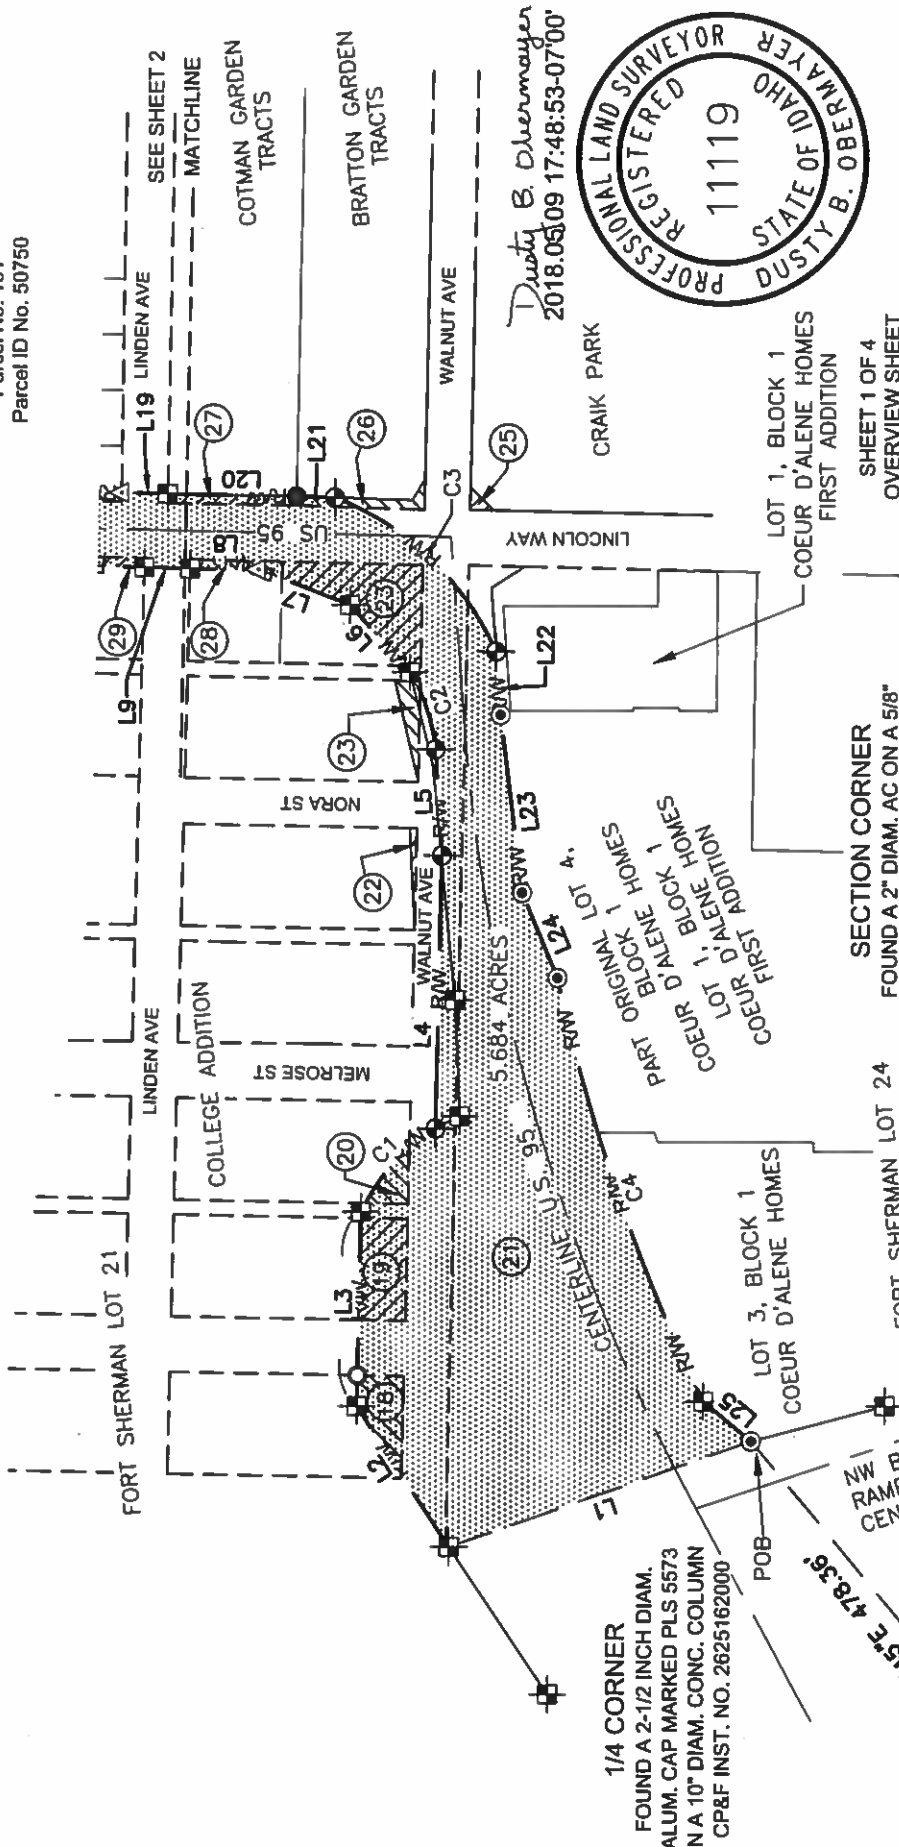 Parcel ID No. 50750
SEE SHEET 2
MATCHLINE
COTMAN GARDEN
TRACTS
BRATTON GARDEN
TRACTS
LINDEN AVE
L19
27
L20
L21
26
WALNUT AVE
25
C3
CRAIK PARK
Dusty B. Obermayer
2018.05.09 17:48:53-07'00'
PROFESSIONAL LAND SURVEYOR
REGISTERED
11119
STATE OF IDAHO
DUSTY B. OBERMAYER
US 95
L8
29
L9
28
L7
L6
23
23
C2
R/W
LINCOLN WAY
L22
R/W
LOT 1, BLOCK 1
COEUR D'ALENE HOMES
FIRST ADDITION
SHEET 1 OF 4
OVERVIEW SHEET
NORA ST
L5
R/W
22
WALNUT AVE
L4
R/W
L23
R/W
L24
R/W
PART ORIGINAL LOT 4,
BLOCK 1
COEUR D'ALENE HOMES
LOT 1, BLOCK 1
COEUR D'ALENE HOMES
FIRST ADDITION
SECTION CORNER
FOUND A 2" DIAM. AC ON A 5/8"
LINDEN AVE
COLLEGE ADDITION
MELROSE ST
5.684 ACRES
CENTERLINE U.S. 95
20
C1
19
L3
18
L2
21
R/W
C4
R/W
FORT SHERMAN LOT 21
FORT SHERMAN LOT 24
LOT 3, BLOCK 1
COEUR D'ALENE HOMES
L25
L1
POB
1/4 CORNER
FOUND A 2-1/2 INCH DIAM.
ALUM. CAP MARKED PLS 5573
N A 10" DIAM. CONC. COLUMN
CP&F INST. NO. 2625162000
15"E 478.36'
NW
RAMP